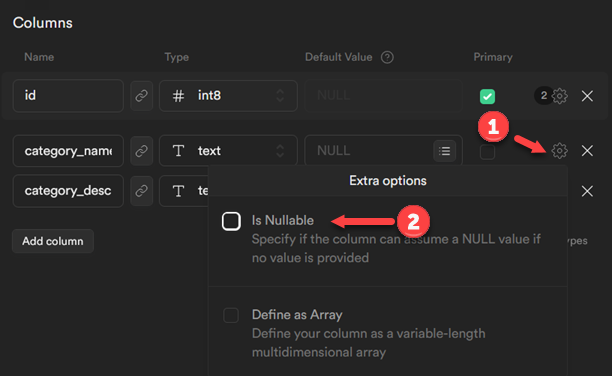 Columns
Name Type Default Value ? Primary
id # int8 NULL 2
1
category_name T text NULL
category_desc T te
Extra options
Is Nullable 2
Specify if the column can assume a NULL value if
no value is provided
Add column ypes
Define as Array
Define your column as a variable-length
multidimensional array